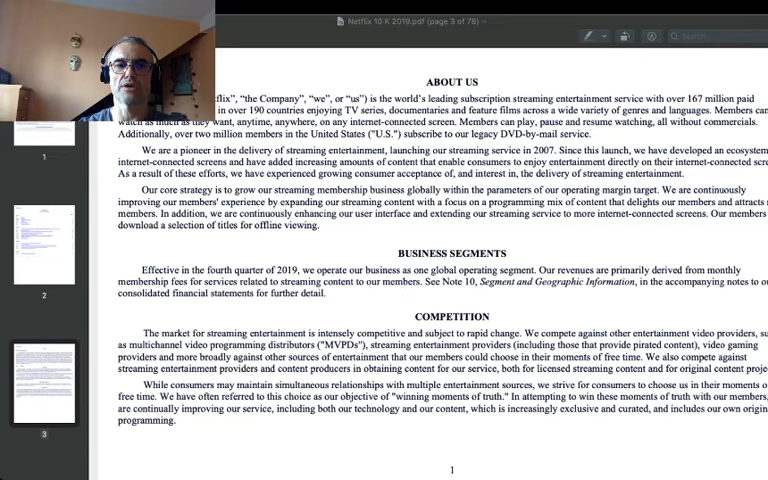 Netflix 10 K 2019.pdf (page 3 of 78) ~
Search
ABOUT US
flix", "the Company", "we", or "us") is the world's leading subscription streaming entertainment service with over 167 million paid
in over 190 countries enjoying TV series, documentaries and feature films across a wide variety of genres and languages. Members can
watch as much as they want, anytime, anywhere, on any internet-connected screen. Members can play, pause and resume watching, all without commercials.
Additionally, over two million members in the United States ("U.S.") subscribe to our legacy DVD-by-mail service.
We are a pioneer in the delivery of streaming entertainment, launching our streaming service in 2007. Since this launch, we have developed an ecosystem
internet-connected screens and have added increasing amounts of content that enable consumers to enjoy entertainment directly on their internet-connected scre
As a result of these efforts, we have experienced growing consumer acceptance of, and interest in, the delivery of streaming entertainment.
Our core strategy is to grow our streaming membership business globally within the parameters of our operating margin target. We are continuously
improving our members' experience by expanding our streaming content with a focus on a programming mix of content that delights our members and attracts
members. In addition, we are continuously enhancing our user interface and extending our streaming service to more internet-connected screens. Our members
download a selection of titles for offline viewing.
BUSINESS SEGMENTS
Effective in the fourth quarter of 2019, we operate our business as one global operating segment. Our revenues are primarily derived from monthly
membership fees for services related to streaming content to our members. See Note 10, Segment and Geographic Information, in the accompanying notes to ou
consolidated financial statements for further detail.
COMPETITION
The market for streaming entertainment is intensely competitive and subject to rapid change. We compete against other entertainment video providers, su
as multichannel video programming distributors ("MVPDs"), streaming entertainment providers (including those that provide pirated content), video gaming
providers and more broadly against other sources of entertainment that our members could choose in their moments of free time. We also compete against
streaming entertainment providers and content producers in obtaining content for our service, both for licensed streaming content and for original content proje
While consumers may maintain simultaneous relationships with multiple entertainment sources, we strive for consumers to choose us in their moments o
free time. We have often referred to this choice as our objective of "winning moments of truth." In attempting to win these moments of truth with our members,
are continually improving our service, including both our technology and our content, which is increasingly exclusive and curated, and includes our own origin
programming.
1
1
2
3